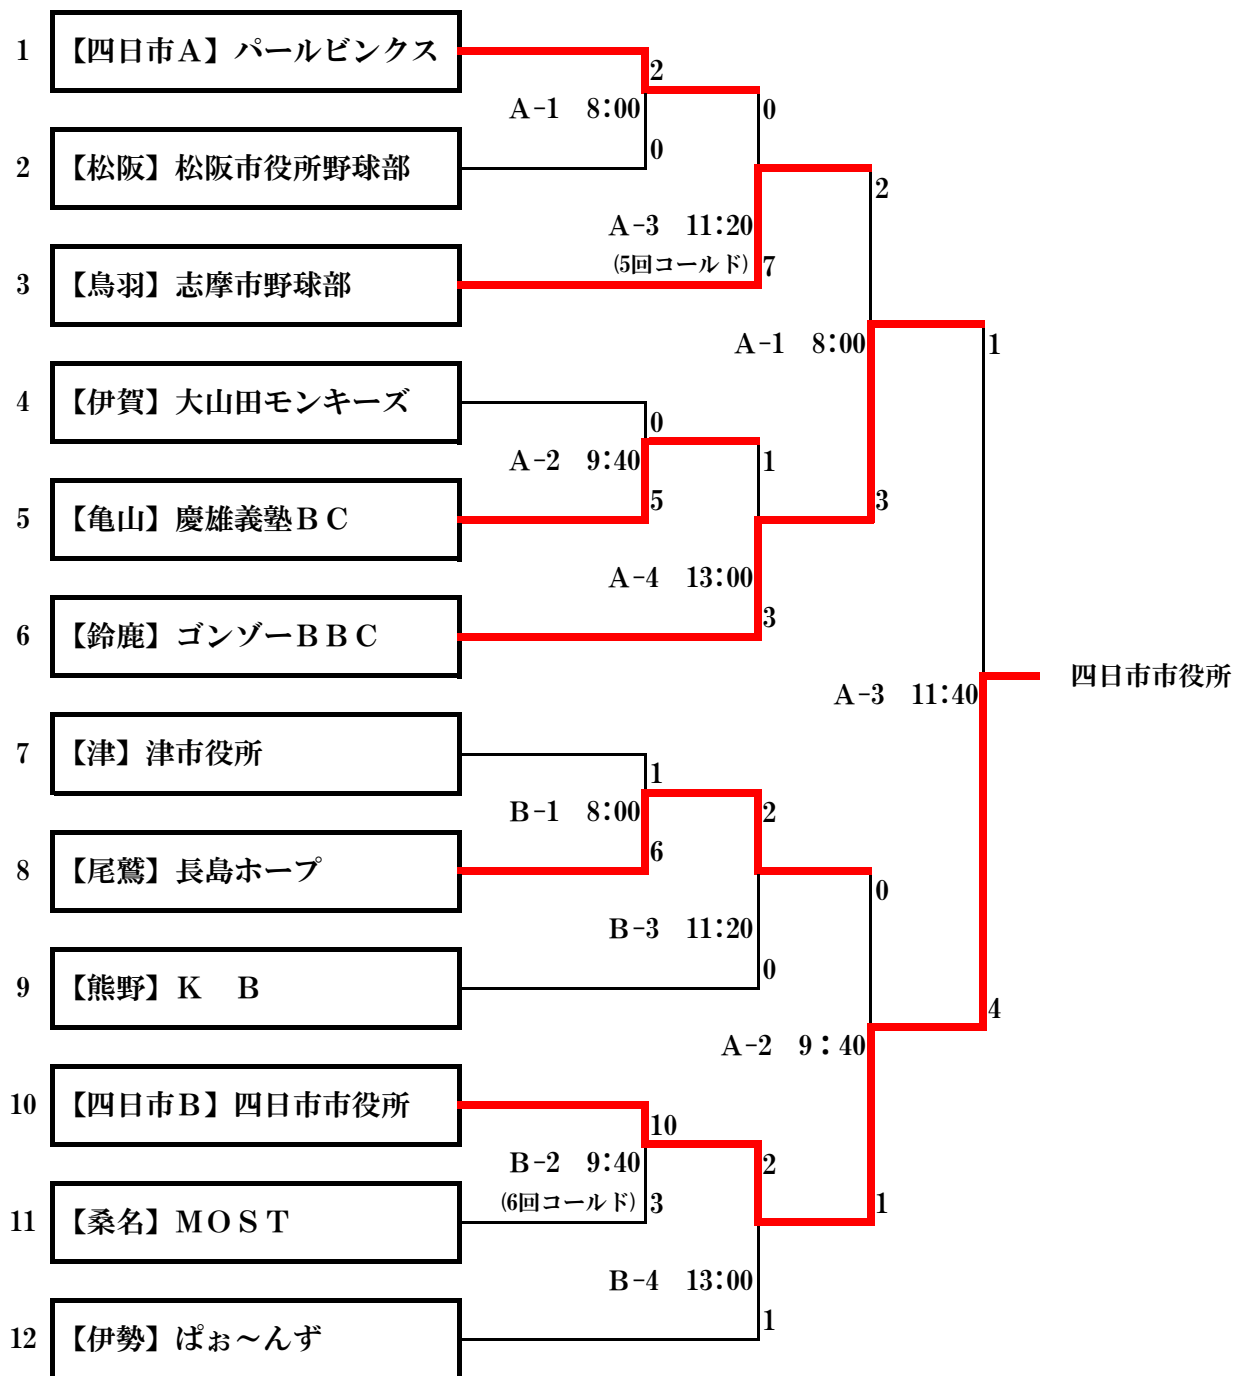 1 【四日市A】パールビンクス
2
A-1 8:00
0
0
2 【松阪】松阪市役所野球部
2
A-3 11:20
(5回コールド)
7
3 【鳥羽】志摩市野球部
A-1 8:00
1
4 【伊賀】大山田モンキーズ
0
A-2 9:40
1
5
3
5 【亀山】慶雄義塾BC
A-4 13:00
3
6 【鈴鹿】ゴンゾーBBC
四日市市役所
A-3 11:40
7 【津】津市役所
1
B-1 8:00
2
6
8 【尾鷲】長島ホープ
0
B-3 11:20
0
9 【熊野】K B
4
A-2 9:40
10 【四日市B】四日市市役所
10
B-2 9:40
2
(6回コールド)
3
1
11 【桑名】MOST
B-4 13:00
1
12 【伊勢】ぱぉ～んず